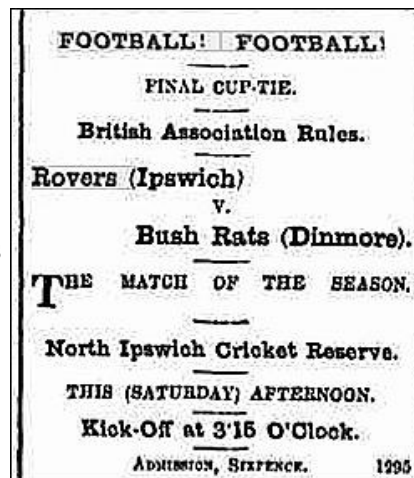 FOOTBALL! FOOTBALL!
FINAL CUP-TIE.
British Association Rules.
Rovers (Ipswich)
V.
Bush Rats (Dinmore).
THE MATCH OF THE SEASON.
North Ipswich Cricket Reserve.
THIS (SATURDAY) AFTERNOON.
Kick-Off at 3'15 O'Clock.
ADMISSION, SIXPENCE. 1295